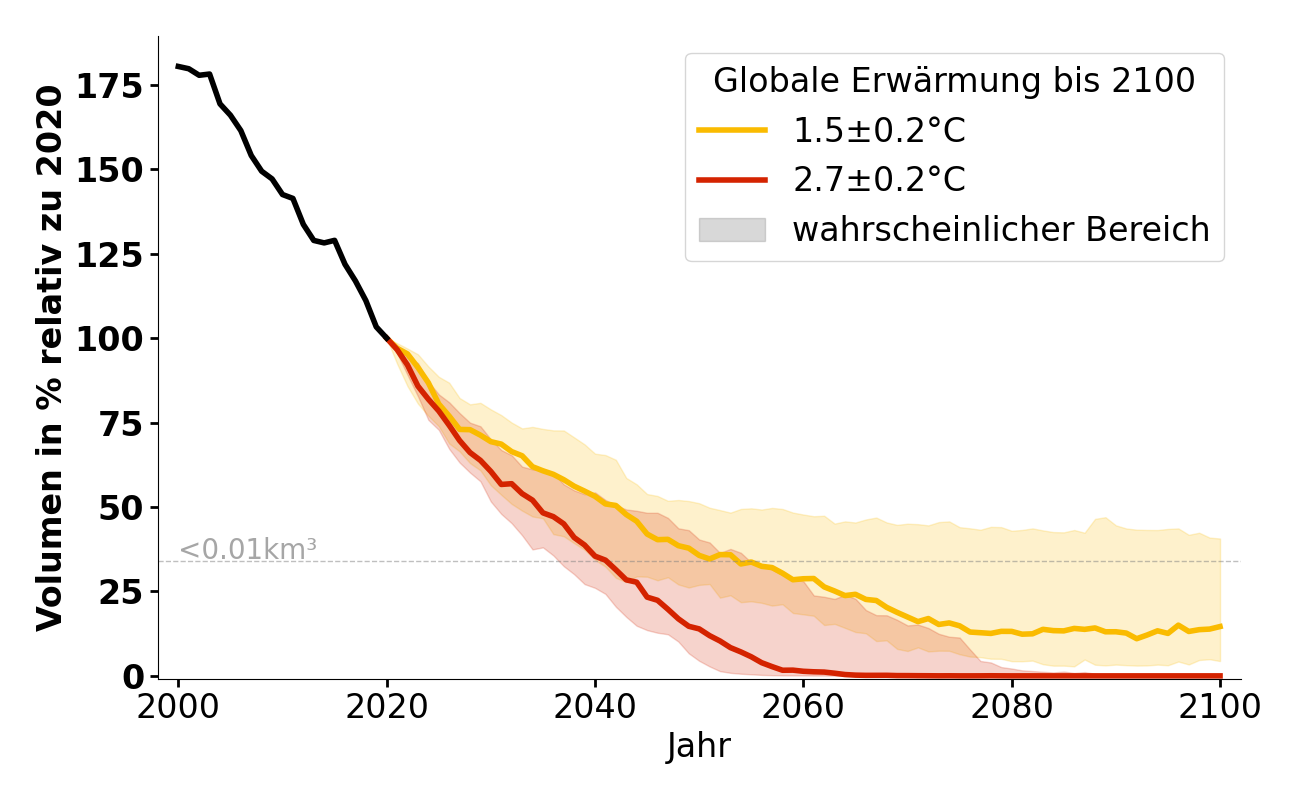 Volumen in % relativ zu 2020
175
150
125
100
75
50
25
0
<0.01km³
Globale Erwärmung bis 2100
1.5±0.2°C
2.7±0.2°C
wahrscheinlicher Bereich
2000 2020 2040 2060 2080 2100
Jahr